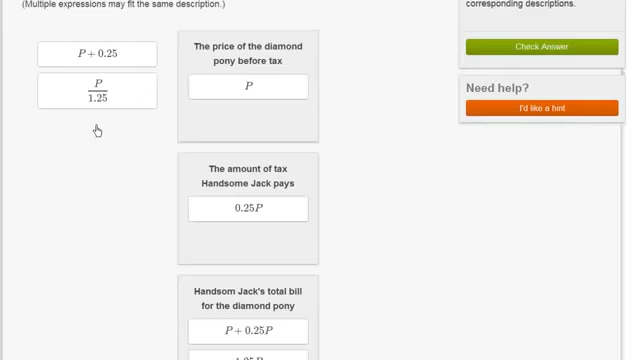 (Multiple expressions may fit the same description.)
corresponding descriptions.
Check Answer
Need help?
I'd like a hint
P + 0.25
P
1.25
The price of the diamond
pony before tax
P
The amount of tax
Handsome Jack pays
0.25P
Handsom Jack's total bill
for the diamond pony
P + 0.25P